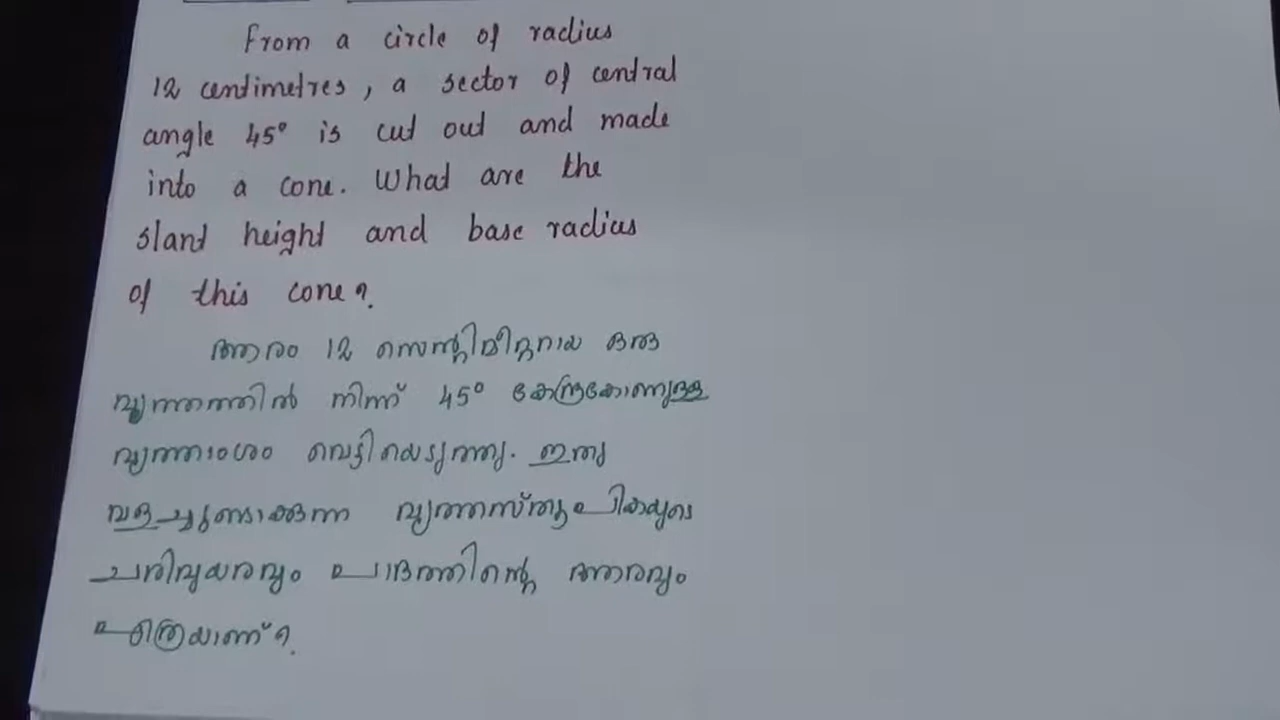 From a circle of radius
12 centimetres, a sector of central
angle 45° is cut out and made
into a cone. What are the
slant height and base radius
of this cone?
ആരം 12 സെന്റിമീറ്ററായ ഒരു
വൃത്തത്തിൽ നിന്ന് 45° കേന്ദ്രകോണുള്ള
വൃത്താംശം വെട്ടിയെടുത്തു. ഇതു
വളച്ചുണ്ടാക്കുന്ന വൃത്തസ്തൂപികയുടെ
ചരിവുയരവും പാദത്തിന്റെ ആരവും
എത്രയാണ്?